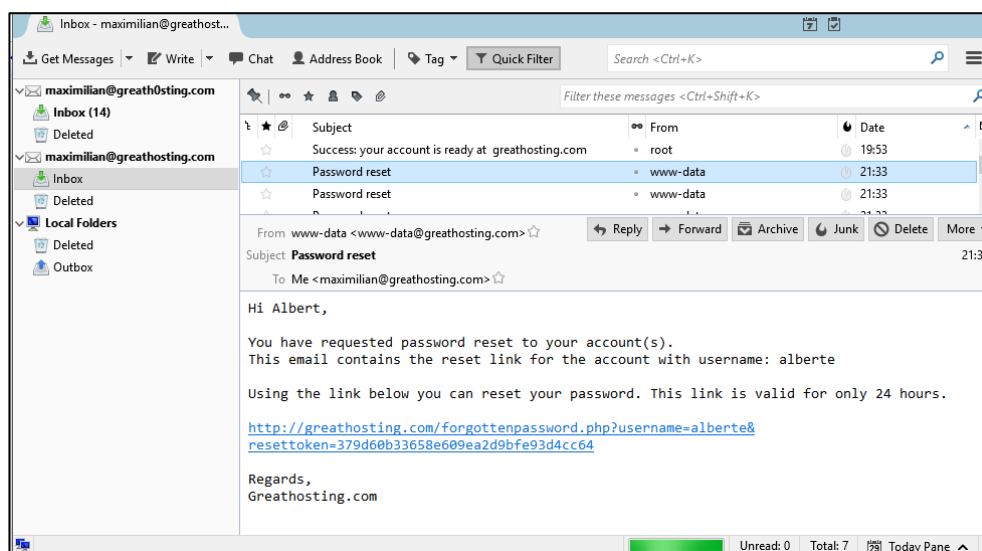 Inbox - maximilian@greathost...
7
Get Messages Write Chat Address Book Tag Quick Filter Search <Ctrl+K>
maximilian@greath0sting.com
Inbox (14)
Deleted
maximilian@greathosting.com
Inbox
Deleted
Local Folders
Deleted
Outbox
Filter these messages <Ctrl+Shift+K>
Subject From Date
Success: your account is ready at greathosting.com root 19:53
Password reset www-data 21:33
Password reset www-data 21:33
From www-data <www-data@greathosting.com> Reply Forward Archive Junk Delete More
Subject Password reset 21:3
To Me <maximilian@greathosting.com>
Hi Albert,
You have requested password reset to your account(s).
This email contains the reset link for the account with username: alberte
Using the link below you can reset your password. This link is valid for only 24 hours.
http://greathosting.com/forgottenpassword.php?username=alberte&
resettoken=379d60b33658e609ea2d9bfe93d4cc64
Regards,
Greathosting.com
Unread: 0 Total: 7 29 Today Pane